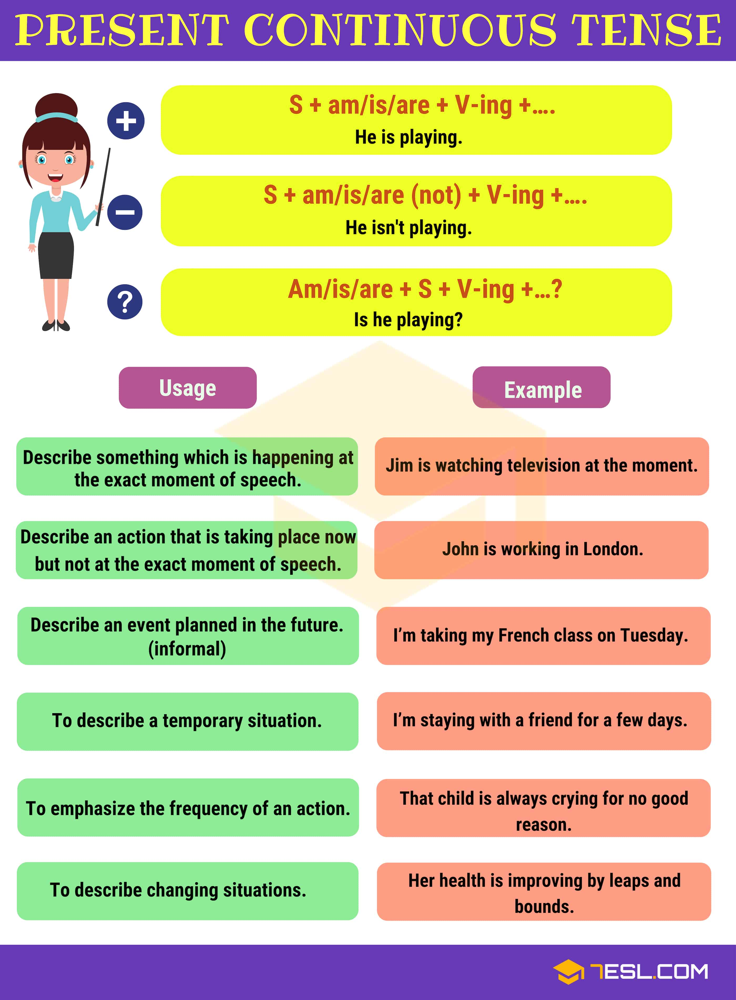 PRESENT CONTINUOUS TENSE
S + am/is/are + V-ing +....
He is playing.
S + am/is/are (not) + V-ing +....
He isn't playing.
?
Am/is/are + S + V-ing +...?
Is he playing?
Usage
Example
Describe something which is happening at
the exact moment of speech.
Jim is watching television at the moment.
Describe an action that is taking place now
but not at the exact moment of speech.
John is working in London.
Describe an event planned in the future.
(informal)
I’m taking my French class on Tuesday.
To describe a temporary situation.
I’m staying with a friend for a few days.
To emphasize the frequency of an action.
That child is always crying for no good
reason.
To describe changing situations.
Her health is improving by leaps and
bounds.
7ESL.COM